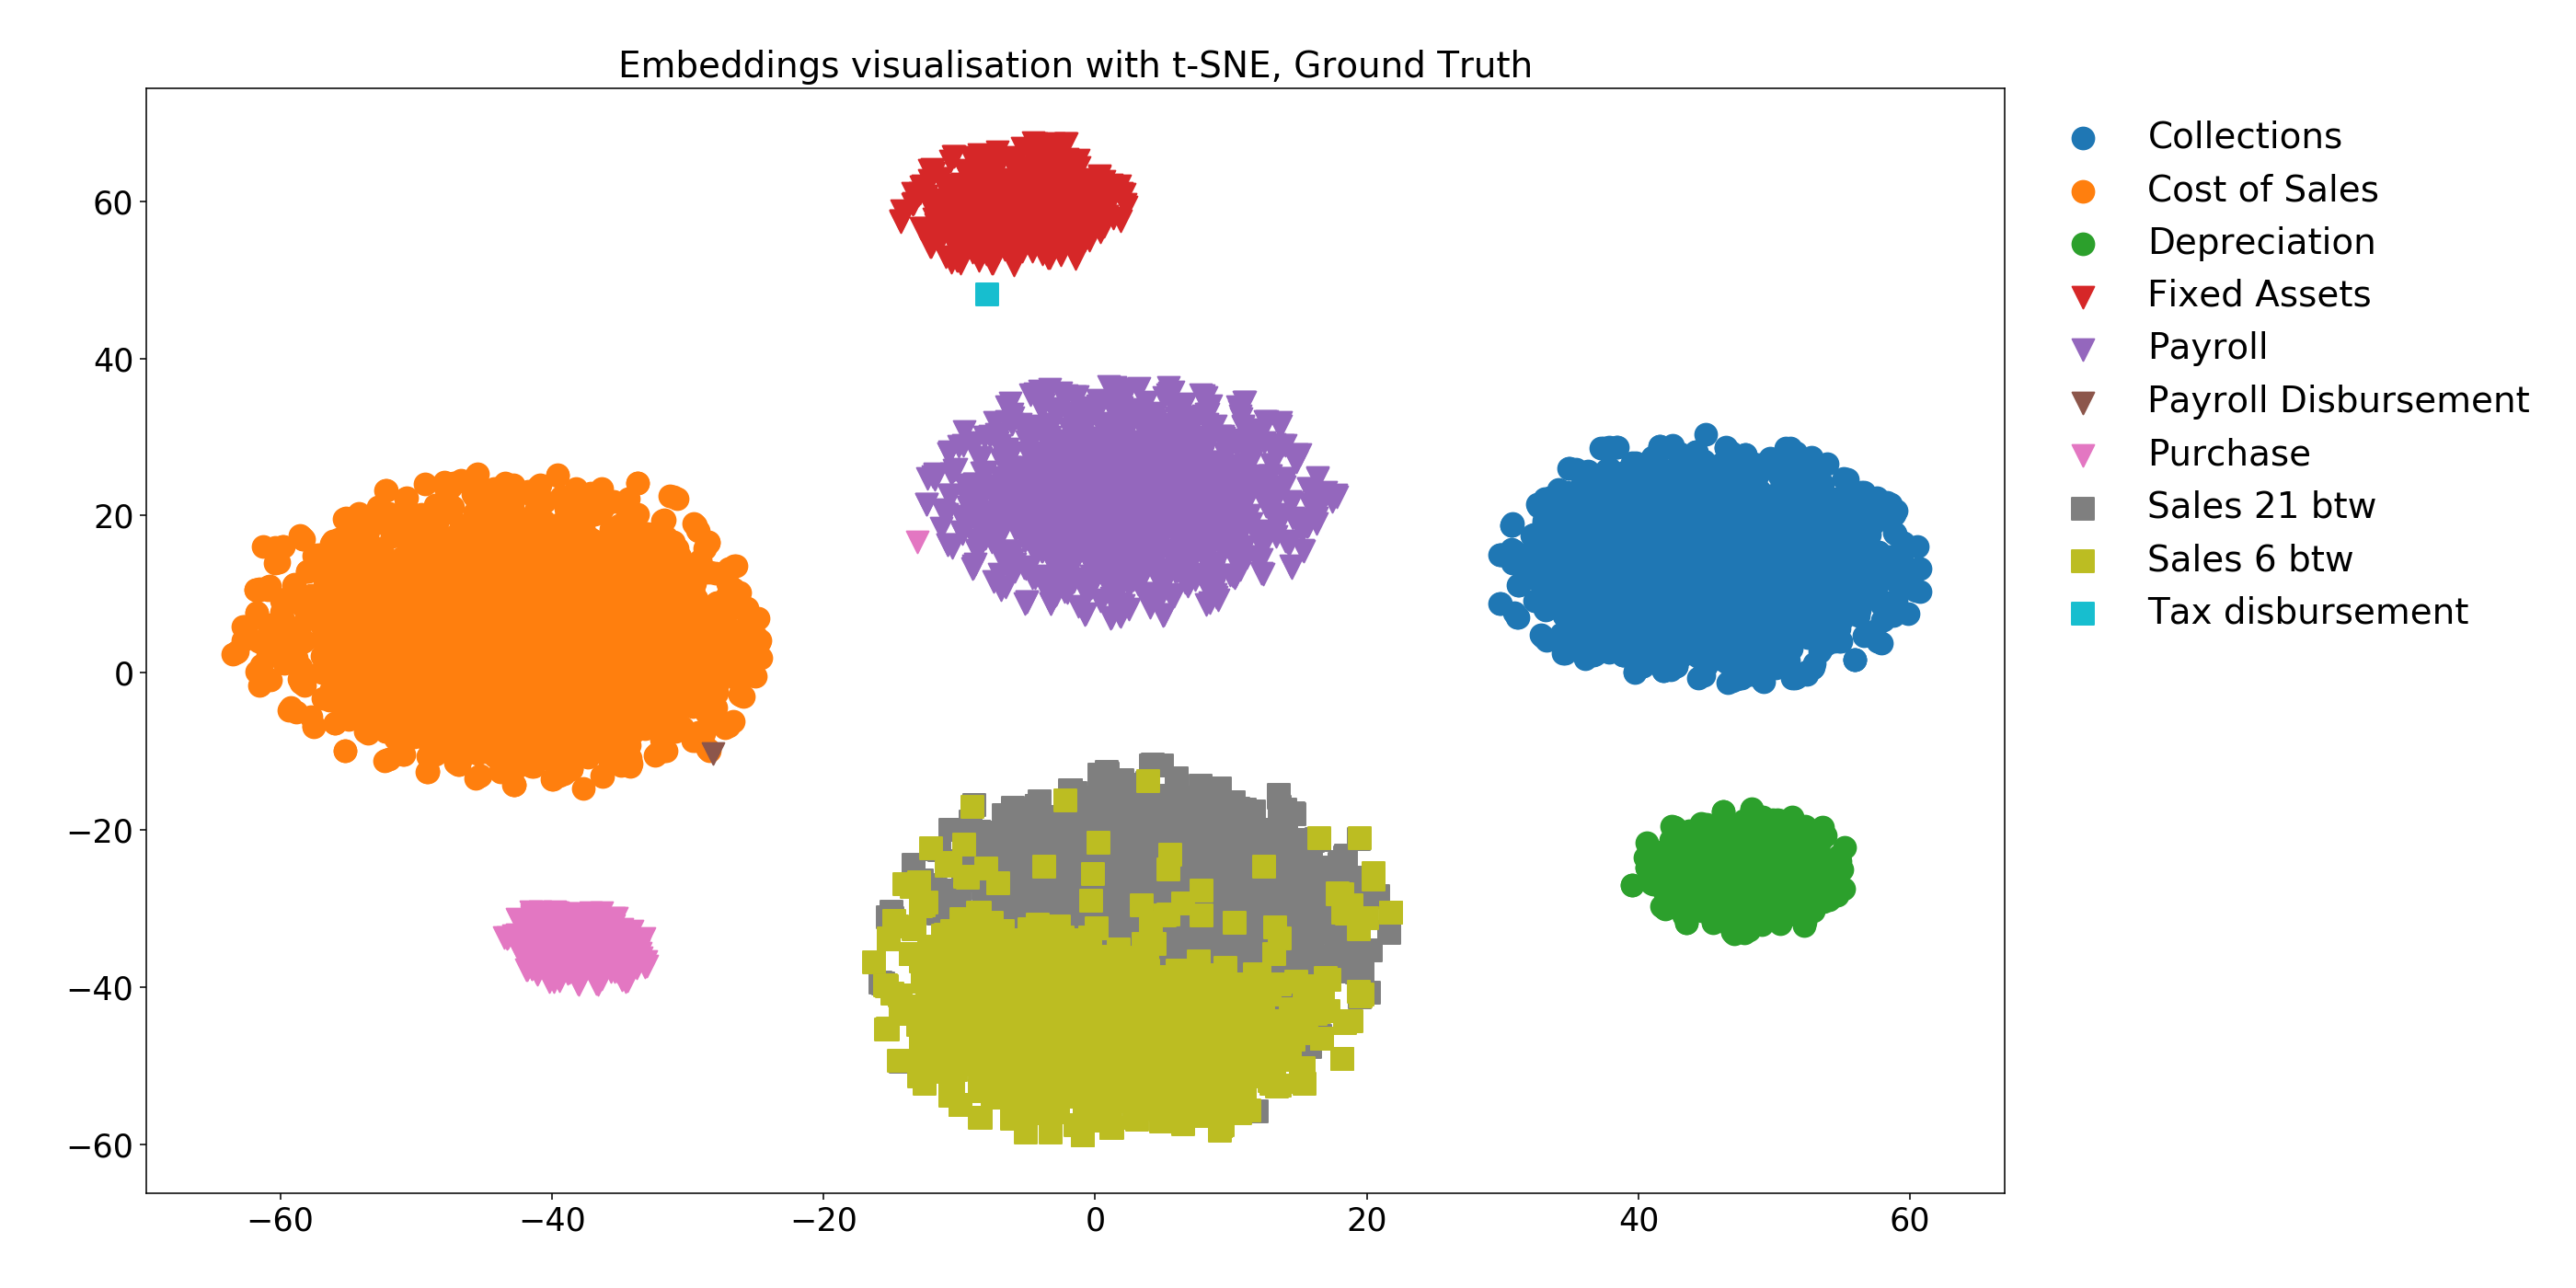 Embeddings visualisation with t-SNE, Ground Truth
60
40
20
0
−20
−40
−60
−60
−40
−20
0
20
40
60
Collections
Cost of Sales
Depreciation
Fixed Assets
Payroll
Payroll Disbursement
Purchase
Sales 21 btw
Sales 6 btw
Tax disbursement